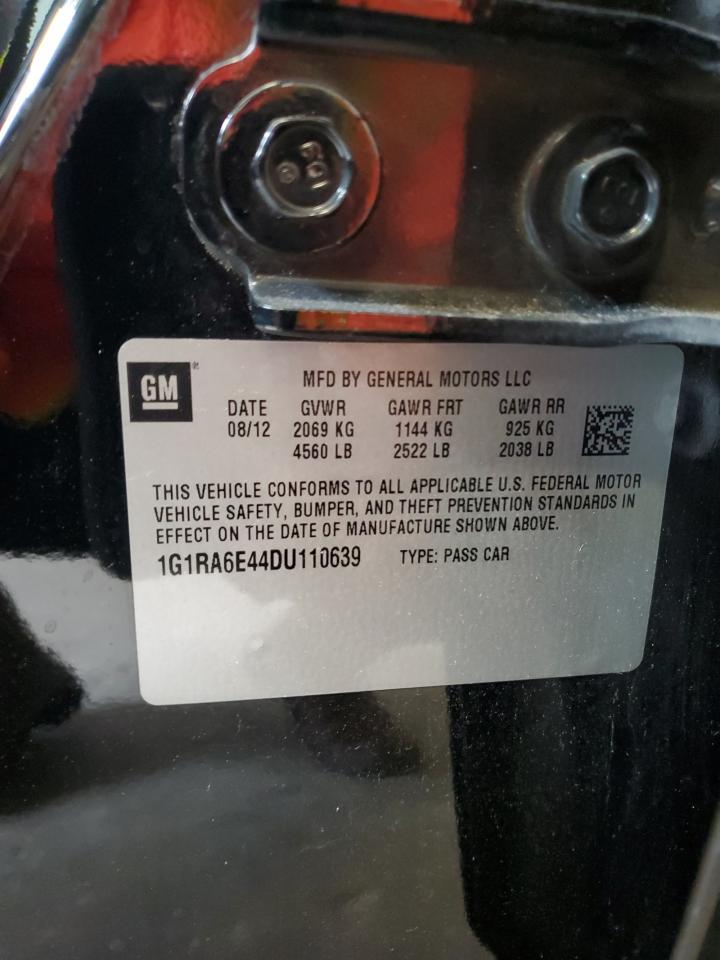 GM
MFD BY GENERAL MOTORS LLC
DATE GVWR GAWR FRT GAWR RR
08/12 2069 KG 1144 KG 925 KG
4560 LB 2522 LB 2038 LB
THIS VEHICLE CONFORMS TO ALL APPLICABLE U.S. FEDERAL MOTOR
VEHICLE SAFETY, BUMPER, AND THEFT PREVENTION STANDARDS IN
EFFECT ON THE DATE OF MANUFACTURE SHOWN ABOVE.
1G1RA6E44DU110639 TYPE: PASS CAR